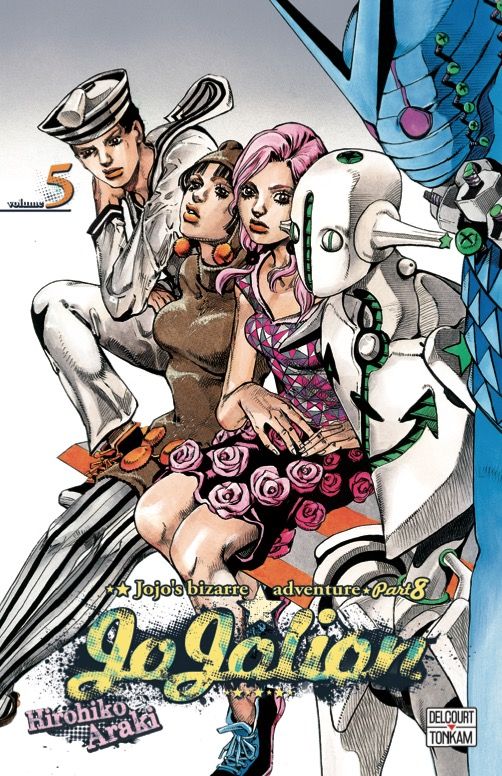 volume 5
Jojo's bizarre adventure Part 8
JoJolion
Hirohiko
Araki
DELCOURT
TONKAM